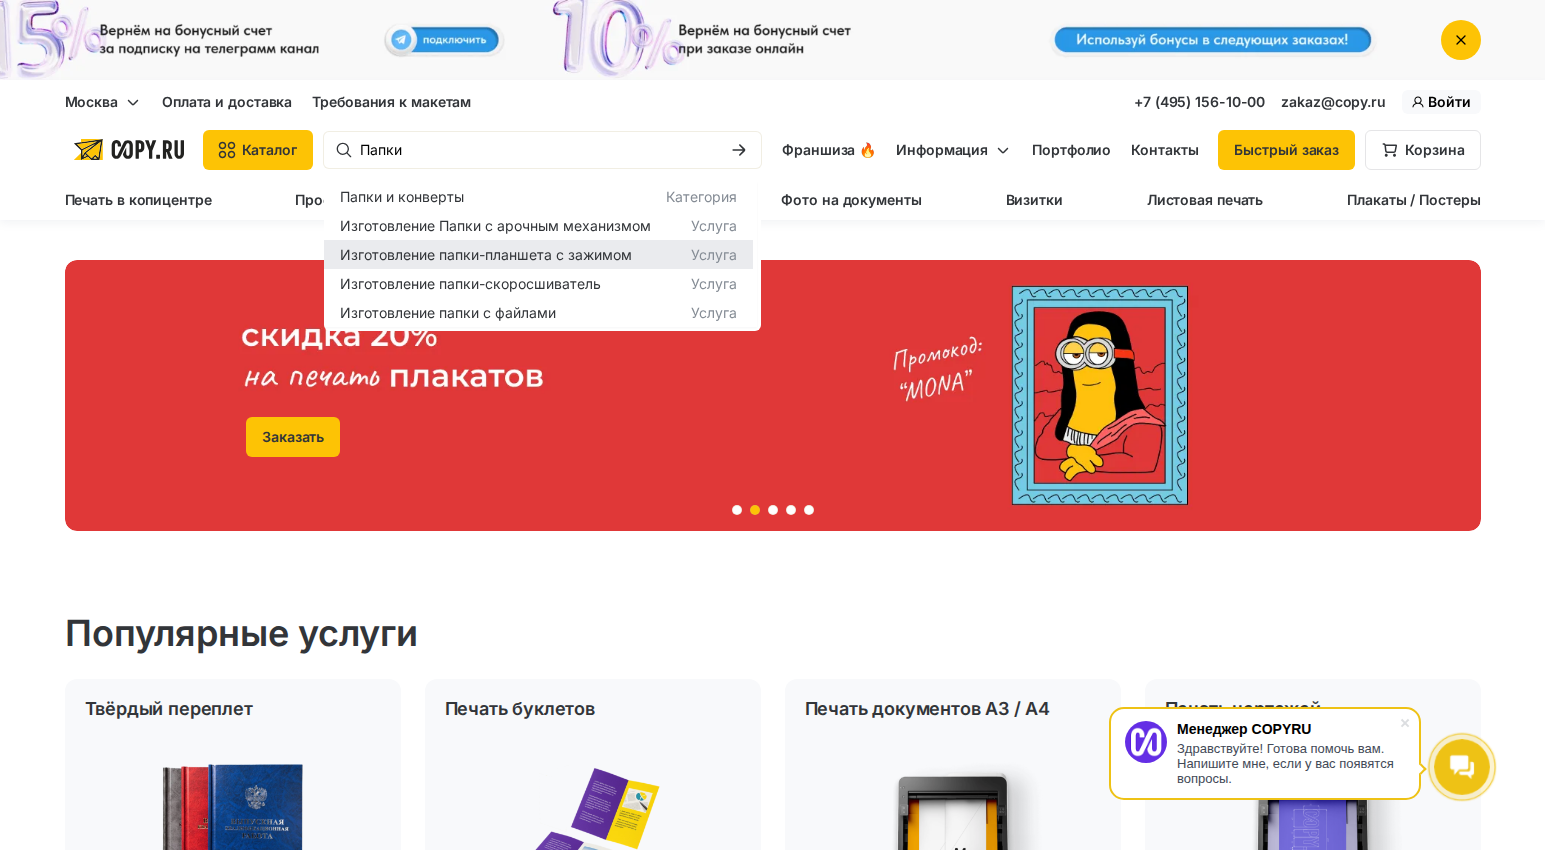 15%
Вернём на бонусный счет
за подписку на телеграмм канал
подключить
10%
Вернём на бонусный счет
при заказе онлайн
Используй бонусы в следующих заказах!
Москва
Оплата и доставка
Требования к макетам
+7 (495) 156-10-00
zakaz@copy.ru
Войти
COPY.RU
Каталог
Папки
Франшиза 🔥
Информация
Портфолио
Контакты
Быстрый заказ
Корзина
Печать в копицентре
Фото на документы
Визитки
Листовая печать
Плакаты / Постеры
Папки и конверты Категория
Изготовление Папки с арочным механизмом Услуга
Изготовление папки-планшета с зажимом Услуга
Изготовление папки-скоросшиватель Услуга
Изготовление папки с файлами Услуга
скидка 20%
на печать плакатов
Заказать
Промокод:
“MONA”
Популярные услуги
Твёрдый переплет
Печать буклетов
Печать документов А3 / А4
Печать чертежей
Менеджер COPYRU
Здравствуйте! Готова помочь вам.
Напишите мне, если у вас появятся
вопросы.